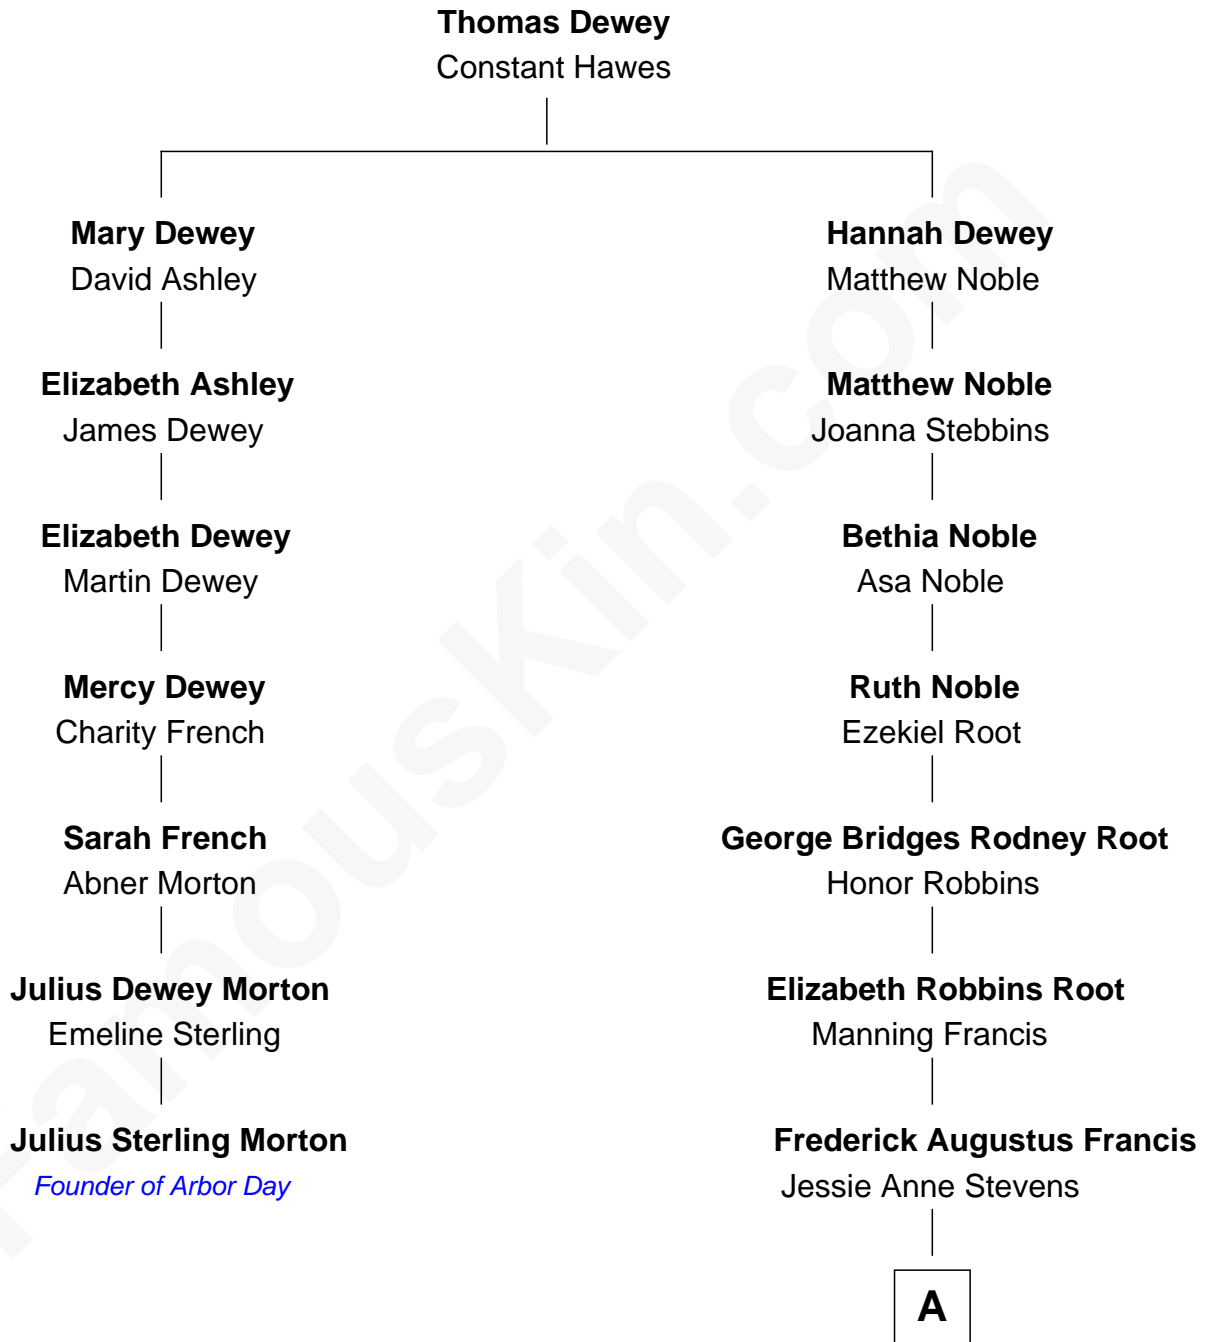 Thomas Dewey
Constant Hawes
Mary Dewey
David Ashley
Hannah Dewey
Matthew Noble
Elizabeth Ashley
James Dewey
Matthew Noble
Joanna Stebbins
Elizabeth Dewey
Martin Dewey
Bethia Noble
Asa Noble
Mercy Dewey
Charity French
Ruth Noble
Ezekiel Root
Sarah French
Abner Morton
George Bridges Rodney Root
Honor Robbins
Julius Dewey Morton
Emeline Sterling
Elizabeth Robbins Root
Manning Francis
Julius Sterling Morton
Founder of Arbor Day
Frederick Augustus Francis
Jessie Anne Stevens
A
FamousKin.com